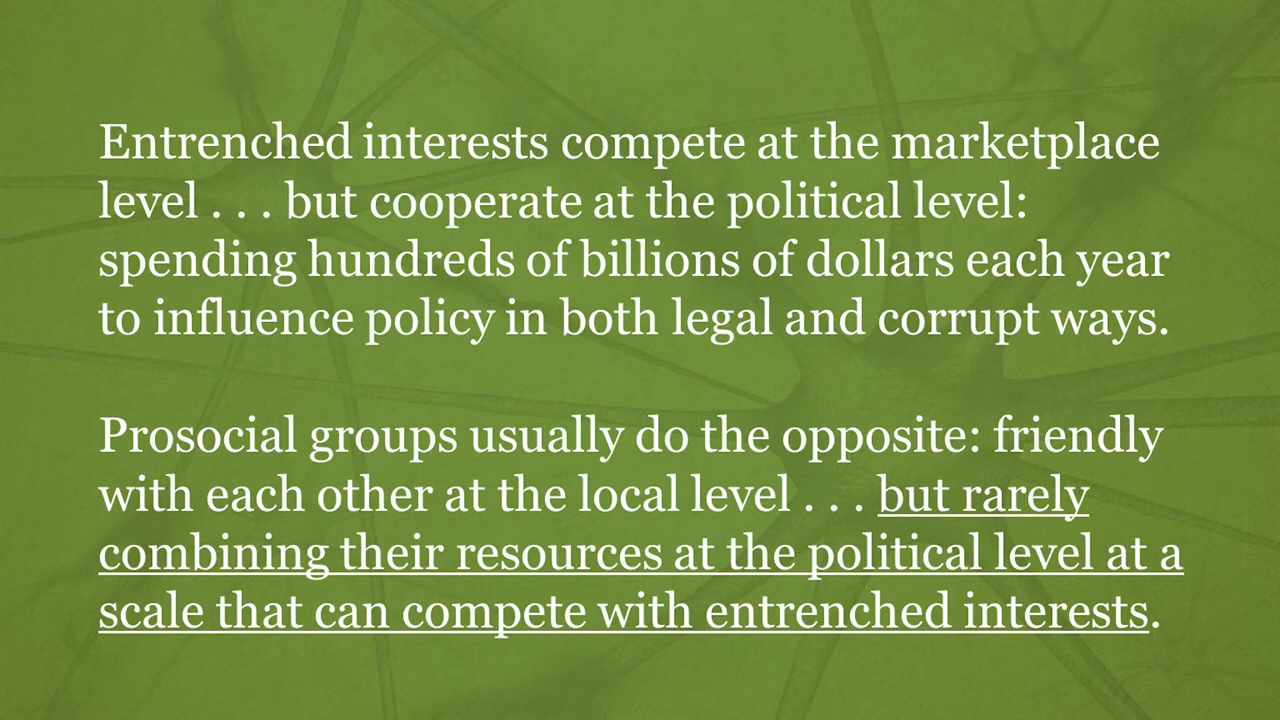 Entrenched interests compete at the marketplace
level . . . but cooperate at the political level:
spending hundreds of billions of dollars each year
to influence policy in both legal and corrupt ways.
Prosocial groups usually do the opposite: friendly
with each other at the local level . . . but rarely
combining their resources at the political level at a
scale that can compete with entrenched interests.